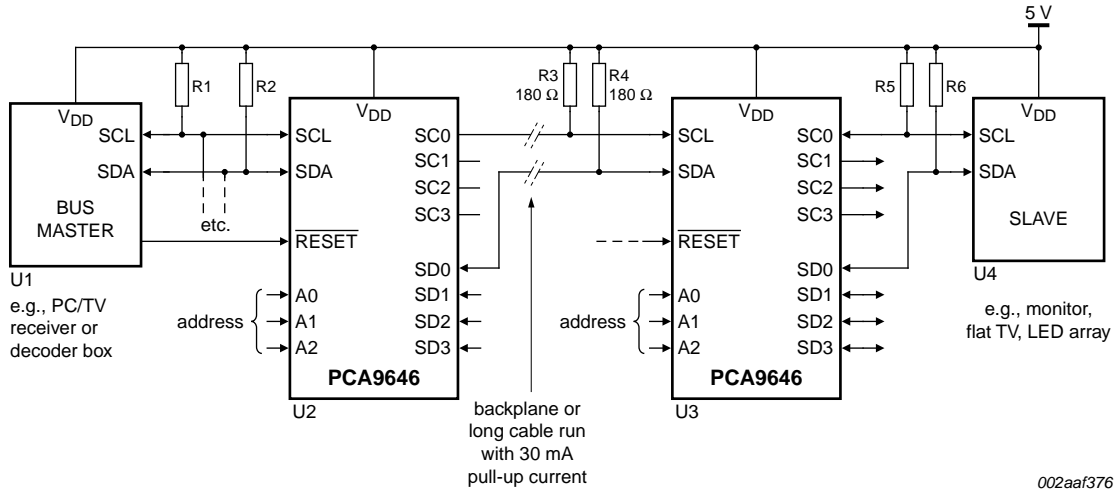 5 V
R1
R2
R3
180 Ω
R4
180 Ω
R5
R6
VDD
SCL
SDA
BUS
MASTER
U1
e.g., PC/TV
receiver or
decoder box
etc.
VDD
SCL
SDA
RESET
A0
A1
A2
address
SC0
SC1
SC2
SC3
SD0
SD1
SD2
SD3
PCA9646
U2
backplane or
long cable run
with 30 mA
pull-up current
VDD
SCL
SDA
RESET
A0
A1
A2
address
SC0
SC1
SC2
SC3
SD0
SD1
SD2
SD3
PCA9646
U3
VDD
SCL
SDA
SLAVE
U4
e.g., monitor,
flat TV, LED array
002aaf376